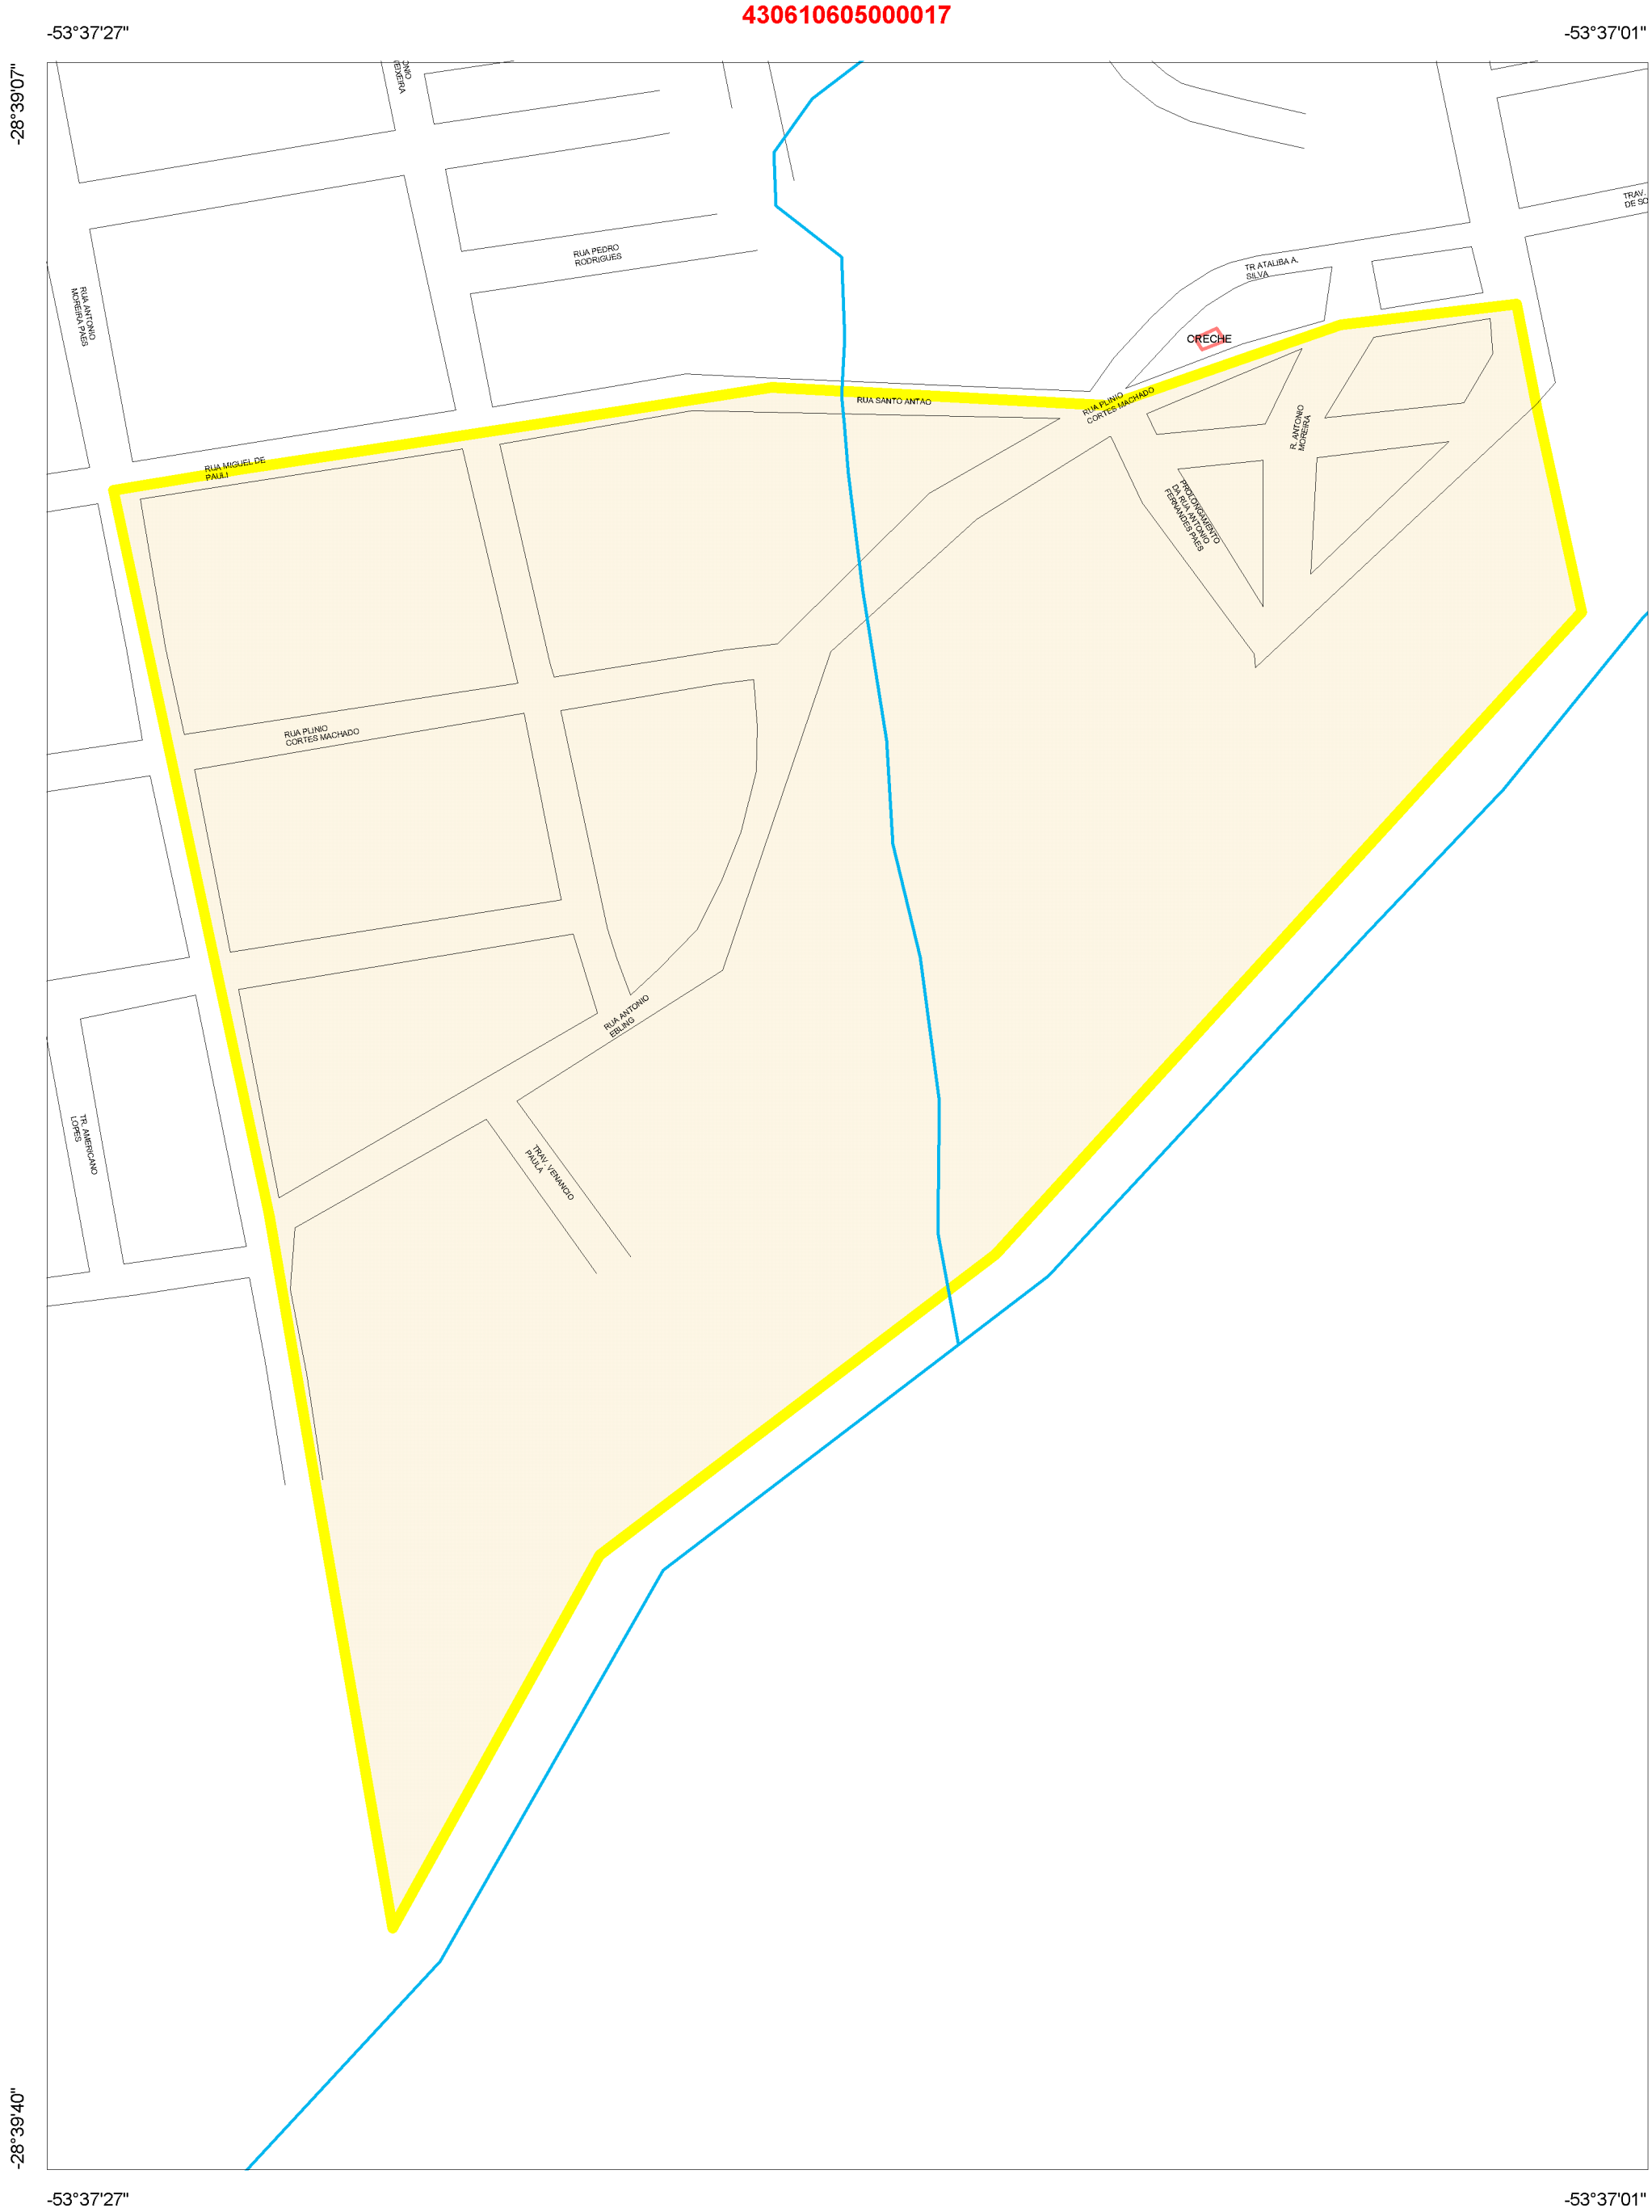 430610605000017
-53°37'27"
-53°37'01"
-28°39'07"
TRAV.
DE SO
RUA PEDRO
RODRIGUES
TR ATALIBA A.
SILVA
RUA ANTONIO
MOREIRA PAES
CRECHE
RUA PLINIO
CORTES MACHADO
RUA SANTO ANTAO
R. ANTONIO
MOREIRA
RUA MIGUEL DE
PAULI
PROLONGAMENTO
DA RUA ANTONIO
FERNANDES PAES
RUA PLINIO
CORTES MACHADO
RUA ANTONIO
EBLING
TR. AMERICANO
LOPES
TRAV. VENANCIO
PAULA
-28°39'40"
-53°37'27"
-53°37'01"